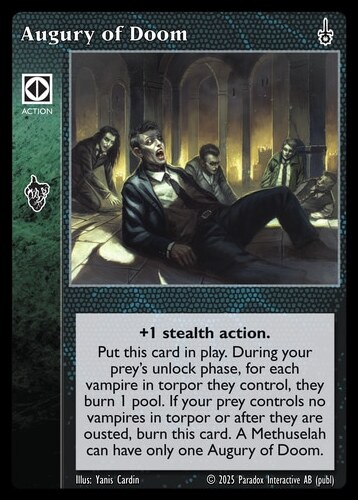 Augury of Doom
ACTION
+1 stealth action.
Put this card in play. During your
prey's unlock phase, for each
vampire in torpor they control, they
burn 1 pool. If your prey controls no
vampires in torpor or after they are
ousted, burn this card. A Methuselah
can have only one Augury of Doom.
Illus: Yanis Cardin
© 2025 Paradox Interactive AB (publ)